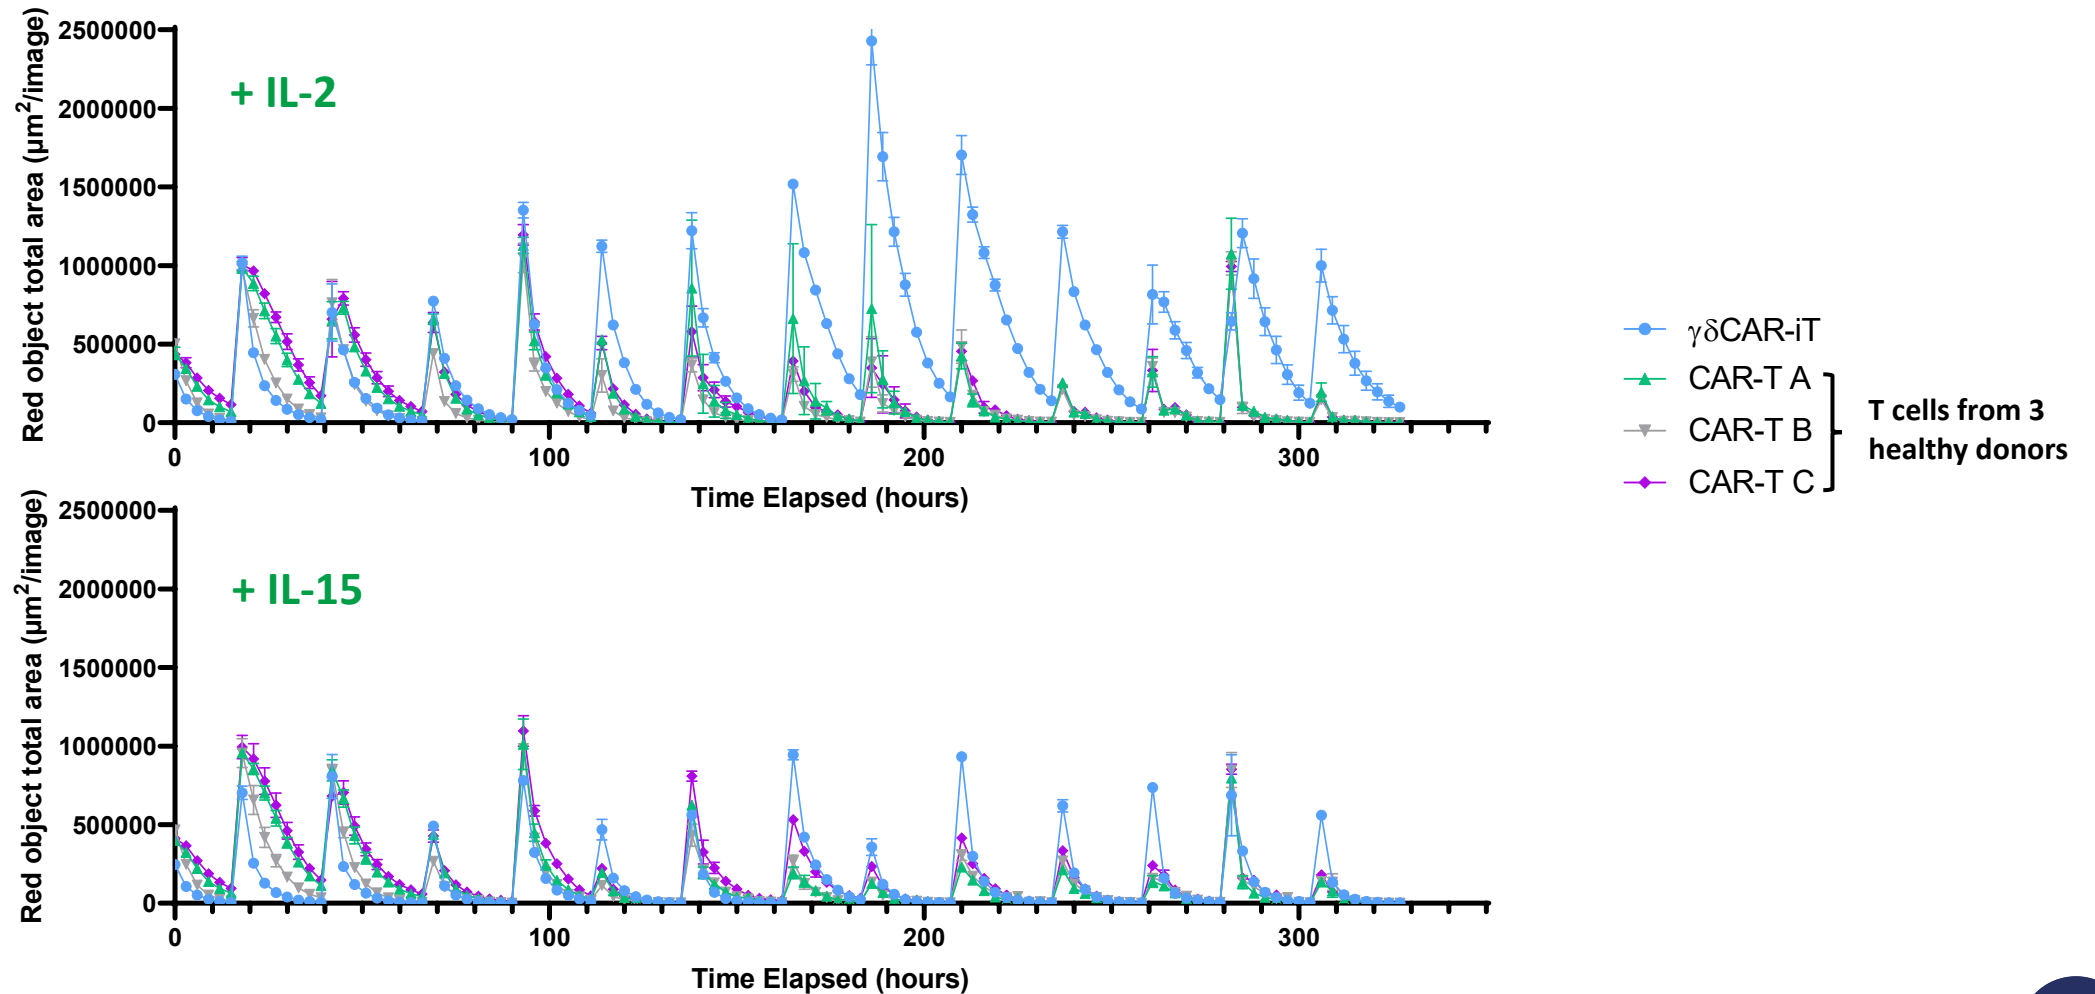 Red object total area (µm²/image)
2500000
2000000
1500000
1000000
500000
0
+ IL-2
0 100 200 300
Time Elapsed (hours)
γδCAR-iT
CAR-T A
CAR-T B
CAR-T C
T cells from 3
healthy donors
Red object total area (µm²/image)
2500000
2000000
1500000
1000000
500000
0
+ IL-15
0 100 200 300
Time Elapsed (hours)